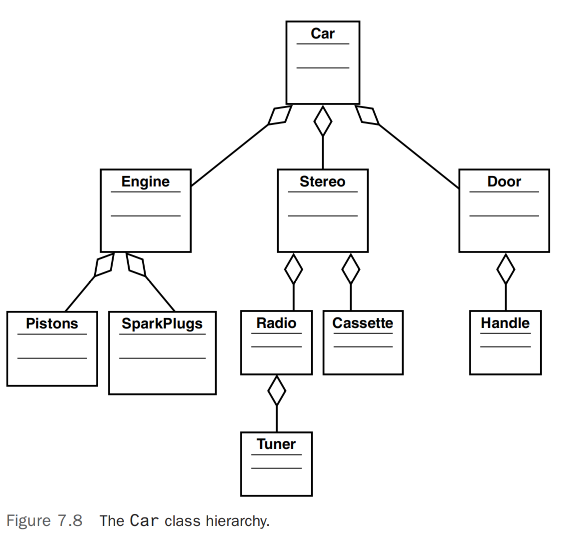 Car
Engine
Stereo
Door
Pistons
SparkPlugs
Radio
Cassette
Handle
Tuner
Figure 7.8 The Car class hierarchy.